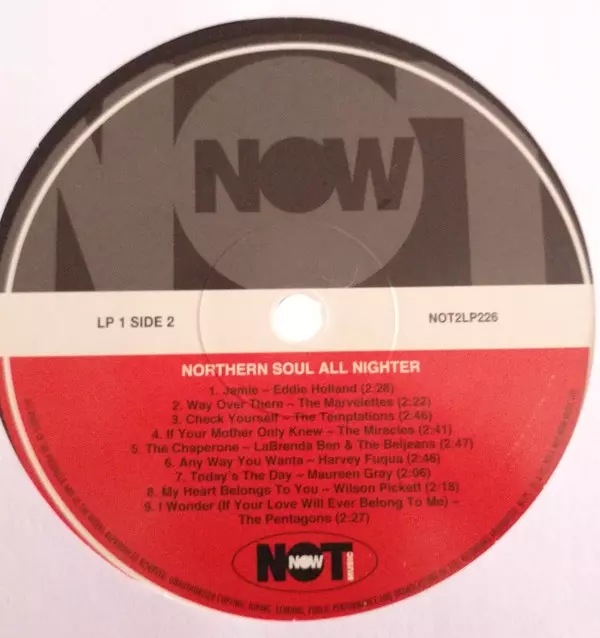 NOW
LP 1 SIDE 2
NOT2LP226
NORTHERN SOUL ALL NIGHTER
1. Jamie – Eddie Holland (2:28)
2. Way Over There – The Marvelettes (2:22)
3. Check Yourself – The Temptations (2:46)
4. If Your Mother Only Knew – The Miracles (2:41)
5. The Chaperone – LaBrenda Ben & The Beljeans (2:47)
6. Any Way You Wanta – Harvey Fuqua (2:46)
7. Today's The Day – Maureen Gray (2:06)
8. My Heart Belongs To You – Wilson Pickett (2:18)
9. I Wonder (If Your Love Will Ever Belong To Me) –
The Pentagons (2:27)
NOT
NOW
MUSIC